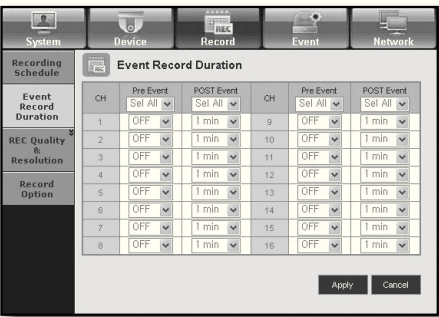 System Device Record Event Network
REC
Recording
Schedule
Event
Record
Duration
REC Quality
&
Resolution
Record
Option
REC
Event Record Duration
CH Pre Event POST Event CH Pre Event POST Event
Sel All Sel All Sel All Sel All
1 OFF 1 min 9 OFF 1 min
2 OFF 1 min 10 OFF 1 min
3 OFF 1 min 11 OFF 1 min
4 OFF 1 min 12 OFF 1 min
5 OFF 1 min 13 OFF 1 min
6 OFF 1 min 14 OFF 1 min
7 OFF 1 min 15 OFF 1 min
8 OFF 1 min 16 OFF 1 min
Apply Cancel